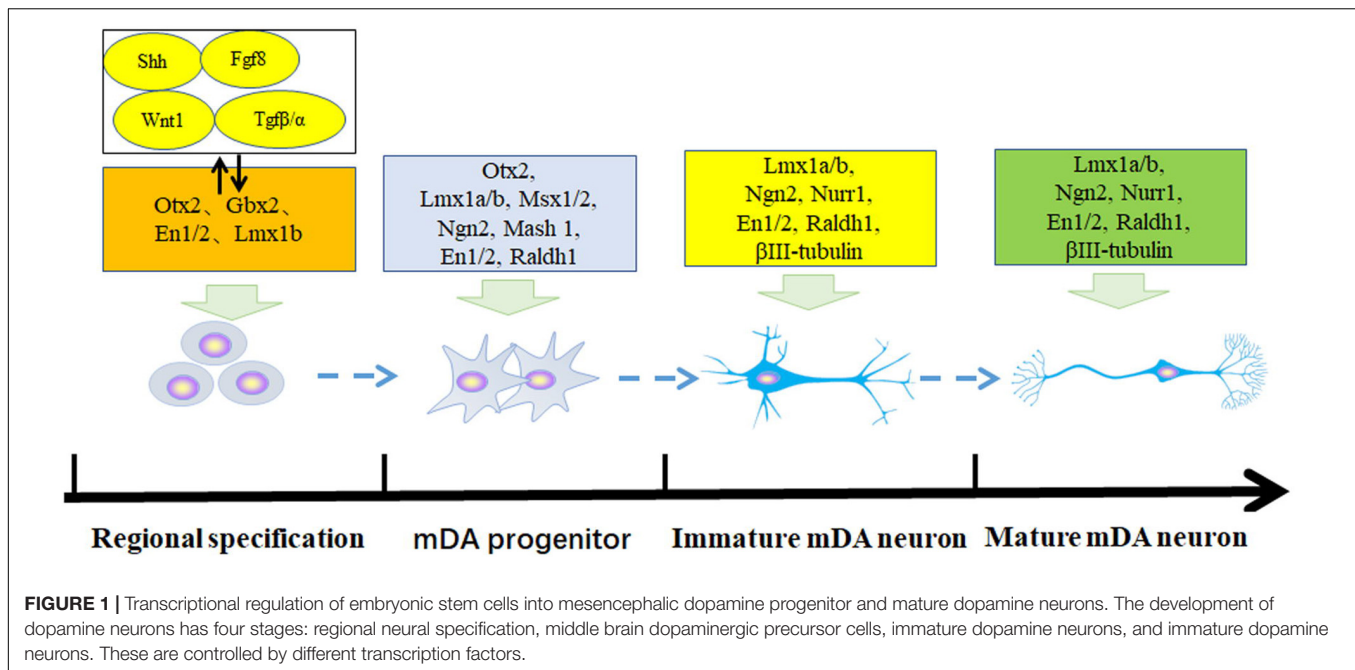 Shh
Fgf8
Wnt1
Tgfβ/α
Otx2、Gbx2、
En1/2、Lmx1b
Otx2,
Lmx1a/b, Msx1/2,
Ngn2, Mash 1,
En1/2, Raldh1
Lmx1a/b,
Ngn2, Nurr1,
En1/2, Raldh1,
βIII-tubulin
Lmx1a/b,
Ngn2, Nurr1,
En1/2, Raldh1,
βIII-tubulin
Regional specification
mDA progenitor
Immature mDA neuron
Mature mDA neuron
FIGURE 1 | Transcriptional regulation of embryonic stem cells into mesencephalic dopamine progenitor and mature dopamine neurons. The development of
dopamine neurons has four stages: regional neural specification, middle brain dopaminergic precursor cells, immature dopamine neurons, and immature dopamine
neurons. These are controlled by different transcription factors.